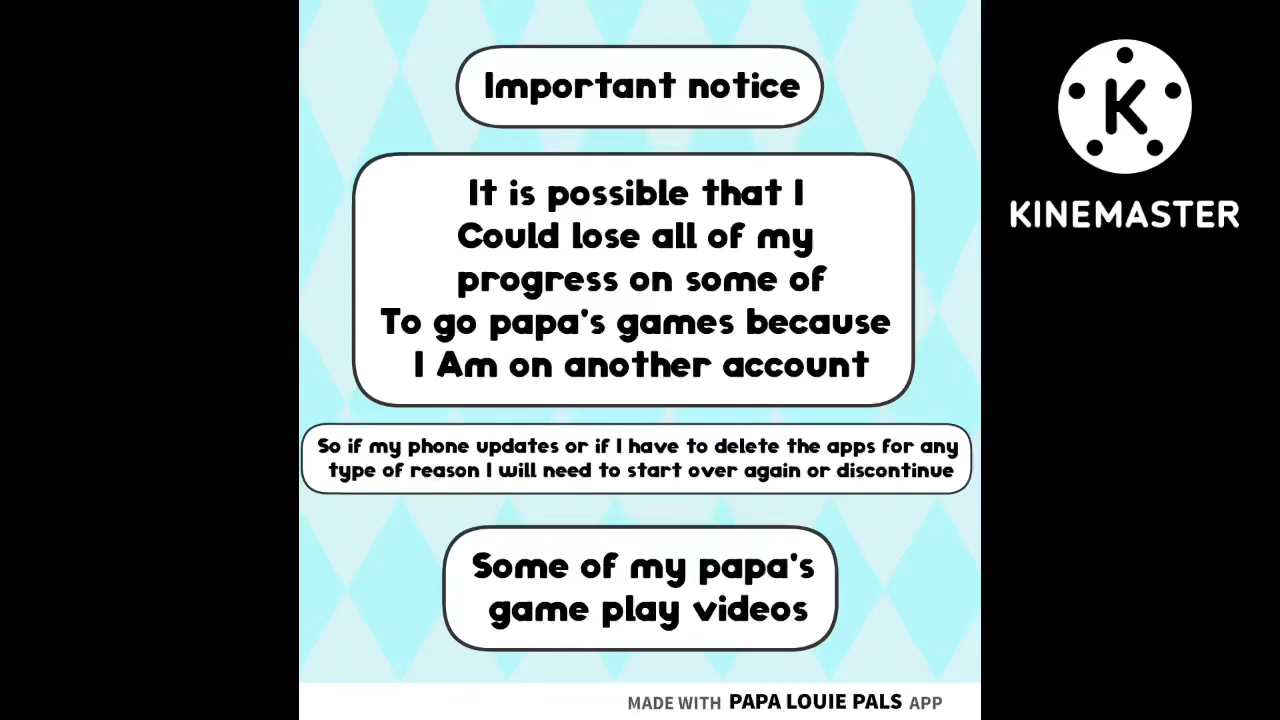 Important notice
It is possible that I
Could lose all of my
progress on some of
To go papa's games because
I Am on another account
So if my phone updates or if I have to delete the apps for any
type of reason I will need to start over again or discontinue
Some of my papa's
game play videos
MADE WITH PAPA LOUIE PALS APP
K
KINEMASTER